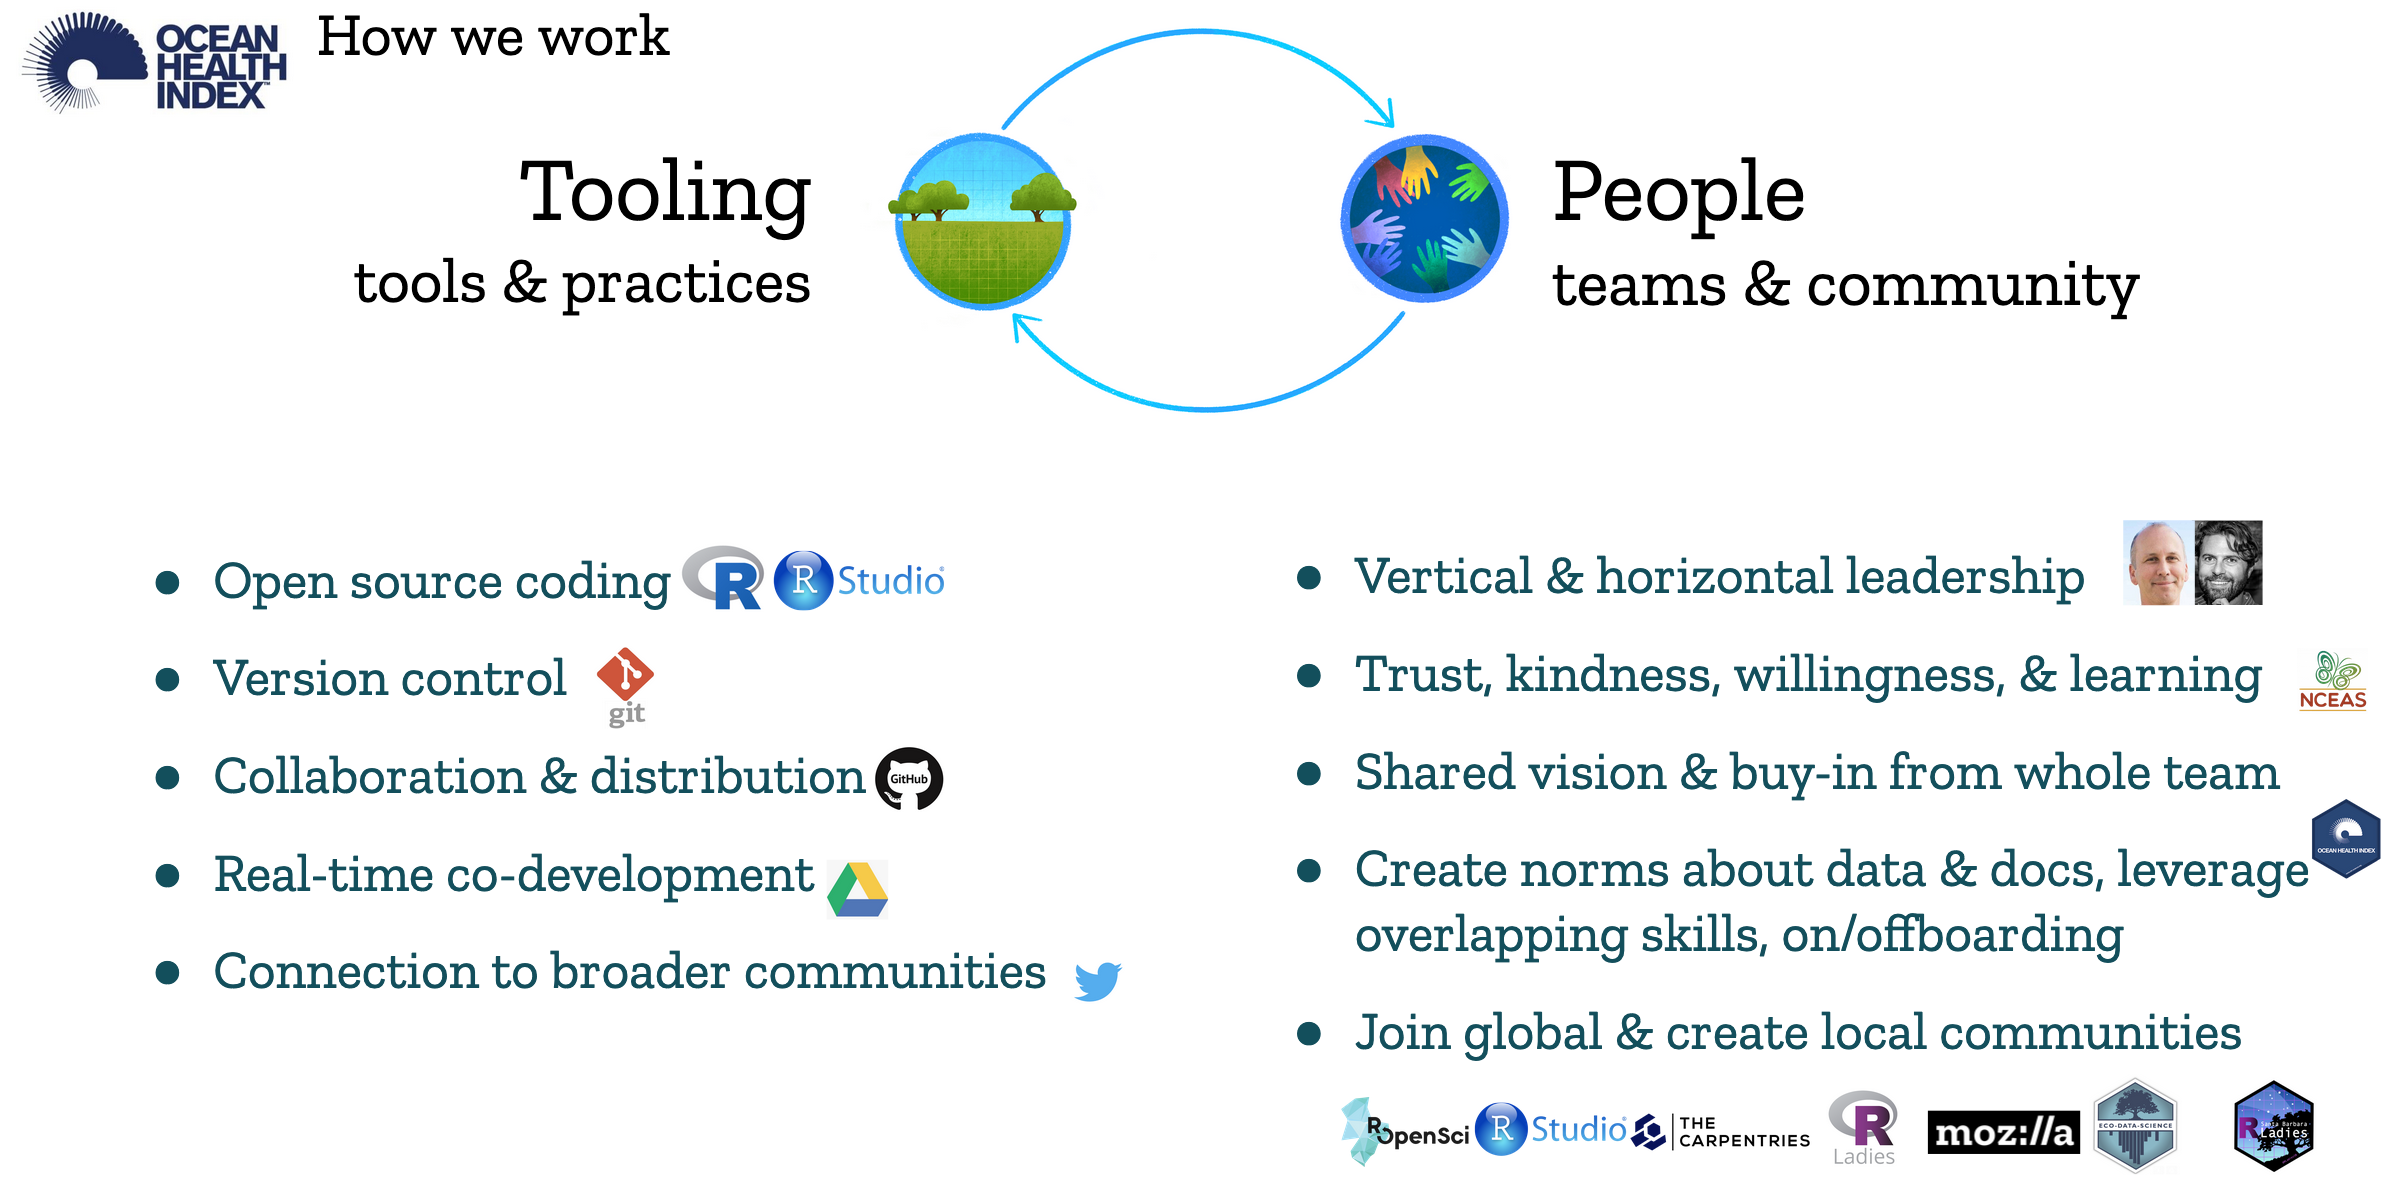 OCEAN
HEALTH
INDEX™
How we work
Tooling
tools & practices
People
teams & community
● Open source coding R R Studio®
● Version control git
● Collaboration & distribution GitHub
● Real-time co-development
● Connection to broader communities
● Vertical & horizontal leadership
● Trust, kindness, willingness, & learning
NCEAS
● Shared vision & buy-in from whole team
OCEAN HEALTH INDEX
● Create norms about data & docs, leverage
overlapping skills, on/offboarding
● Join global & create local communities
ROpenSci
R Studio®
THE
CARPENTRIES
R
Ladies
moz://a
ECO-DATA-SCIENCE
Santa Barbara
R Ladies